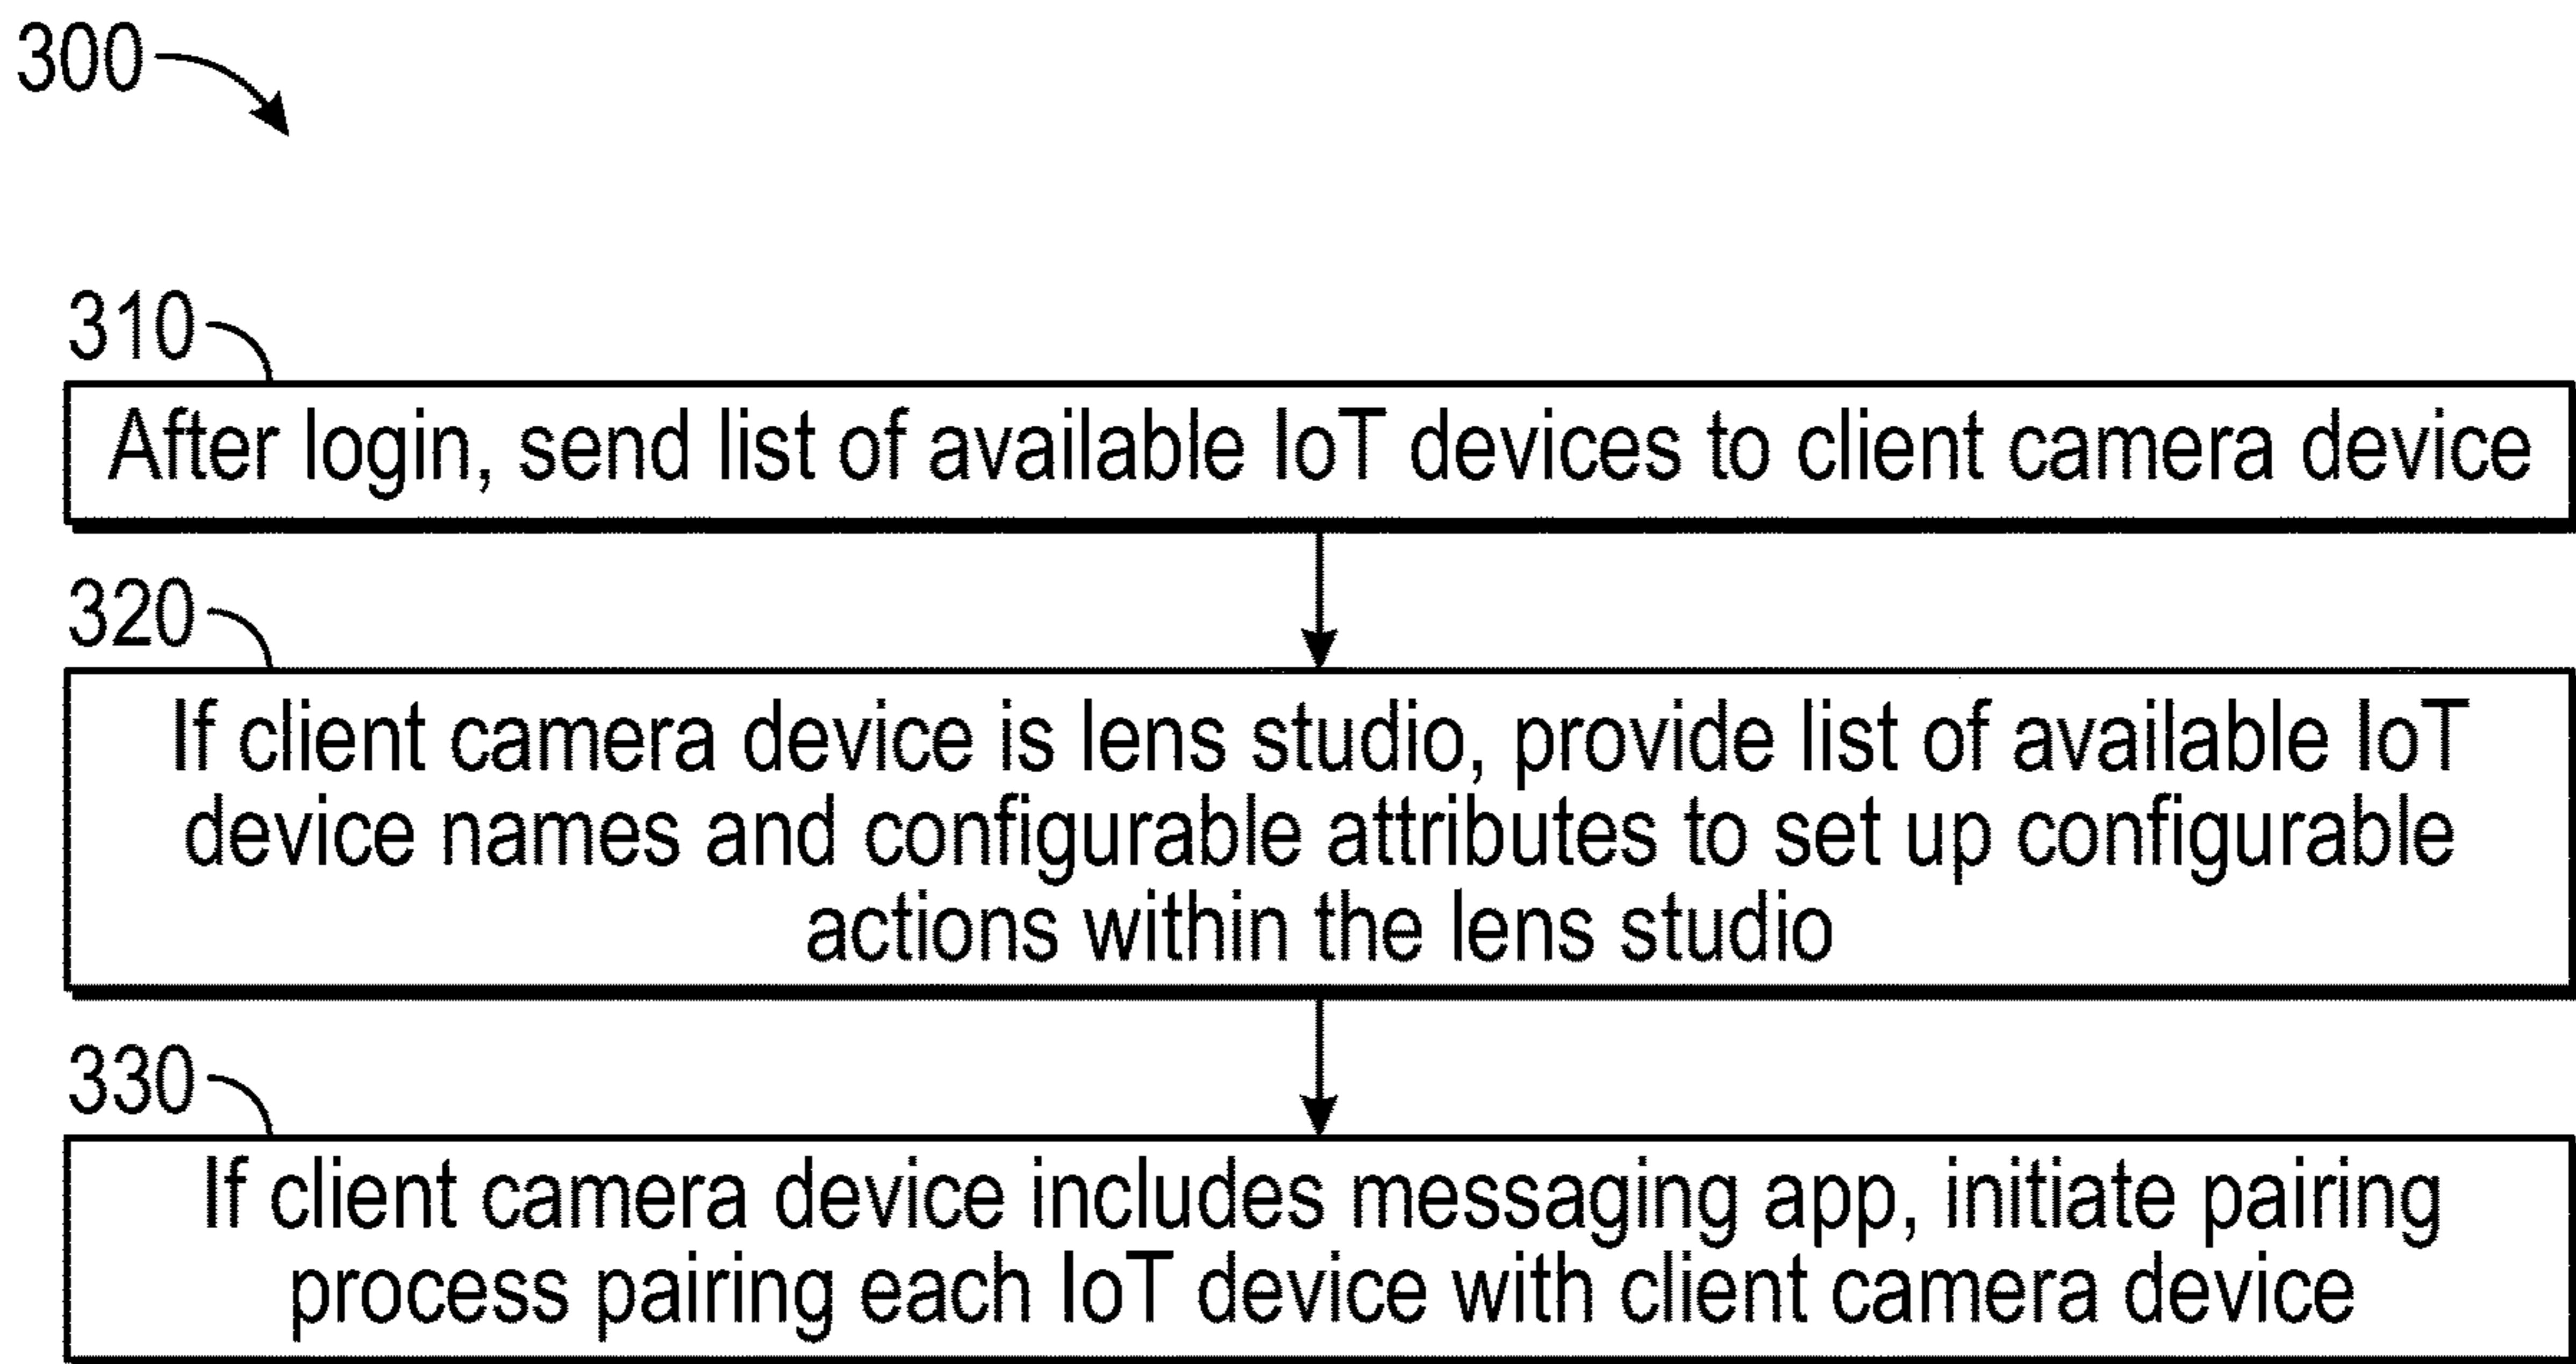 300
310
After login, send list of available IoT devices to client camera device
320
If client camera device is lens studio, provide list of available IoT
device names and configurable attributes to set up configurable
actions within the lens studio
330
If client camera device includes messaging app, initiate pairing
process pairing each IoT device with client camera device